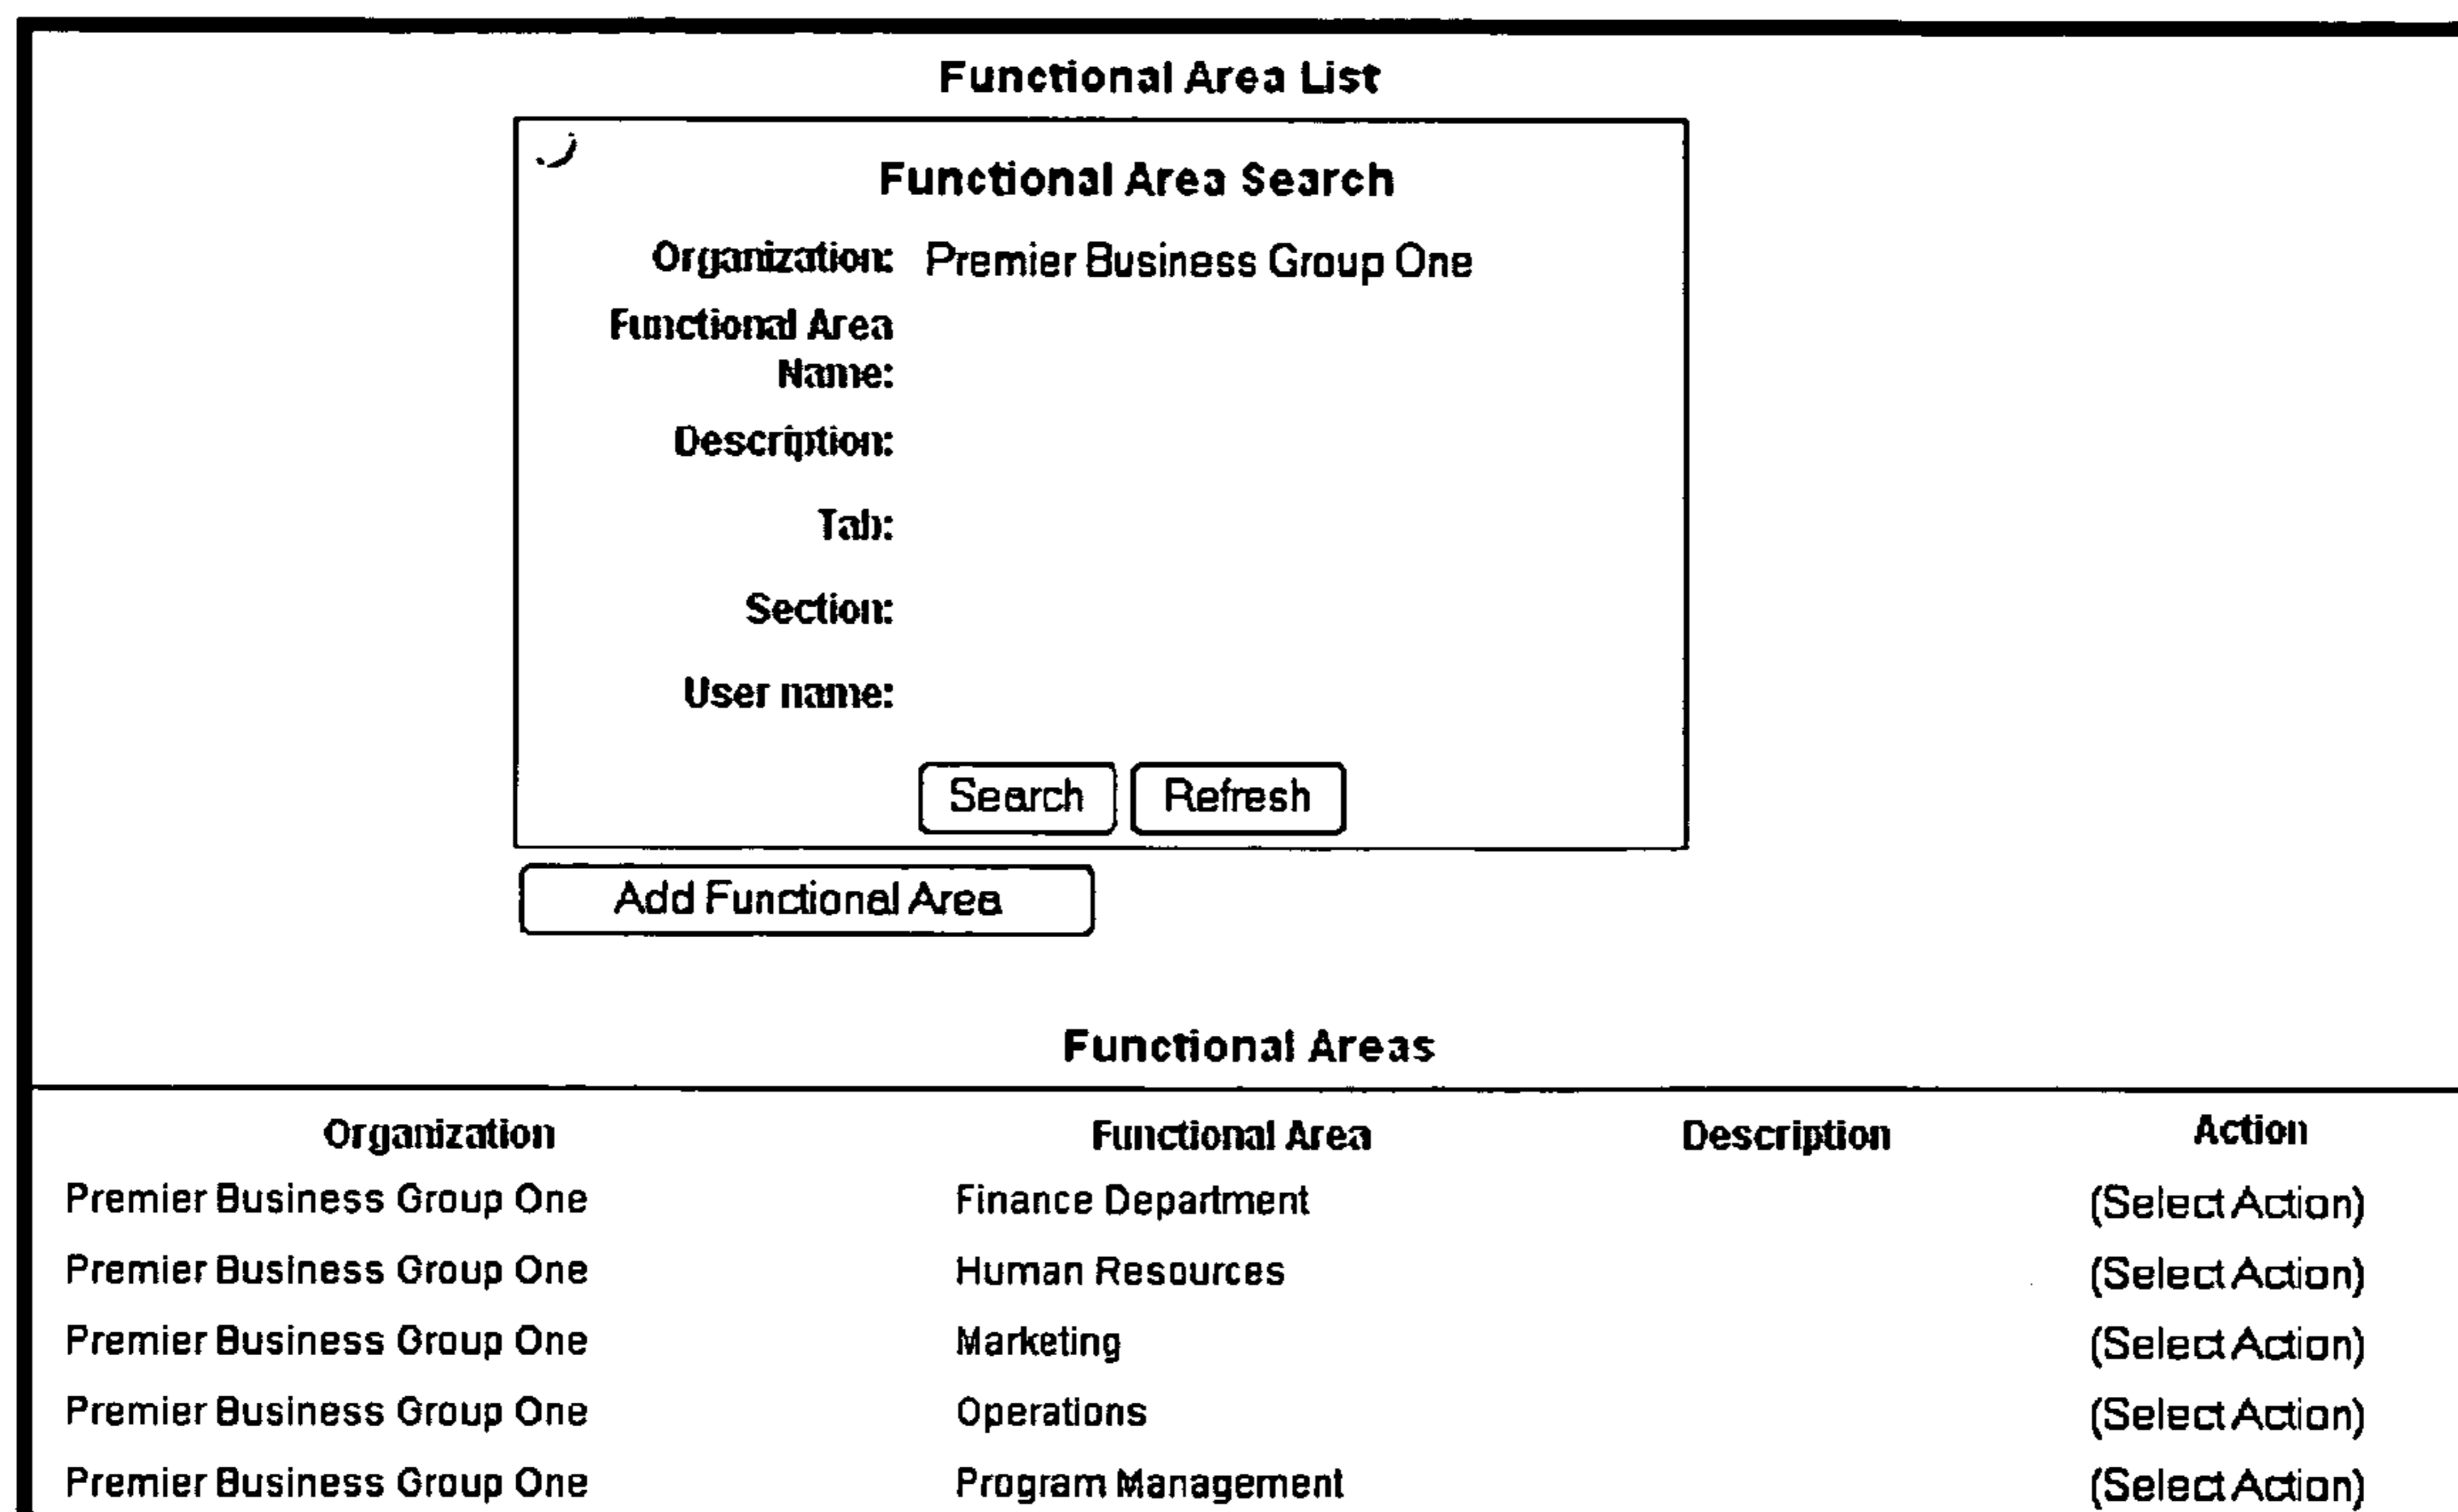 Functional Area List
Functional Area Search
Organization: Premier Business Group One
Functional Area
Name:
Description:
Tab:
Section:
User name:
Search Refresh
Add Functional Area
Functional Areas
Organization Functional Area Description Action
Premier Business Group One Finance Department (Select Action)
Premier Business Group One Human Resources (Select Action)
Premier Business Group One Marketing (Select Action)
Premier Business Group One Operations (Select Action)
Premier Business Group One Program Management (Select Action)